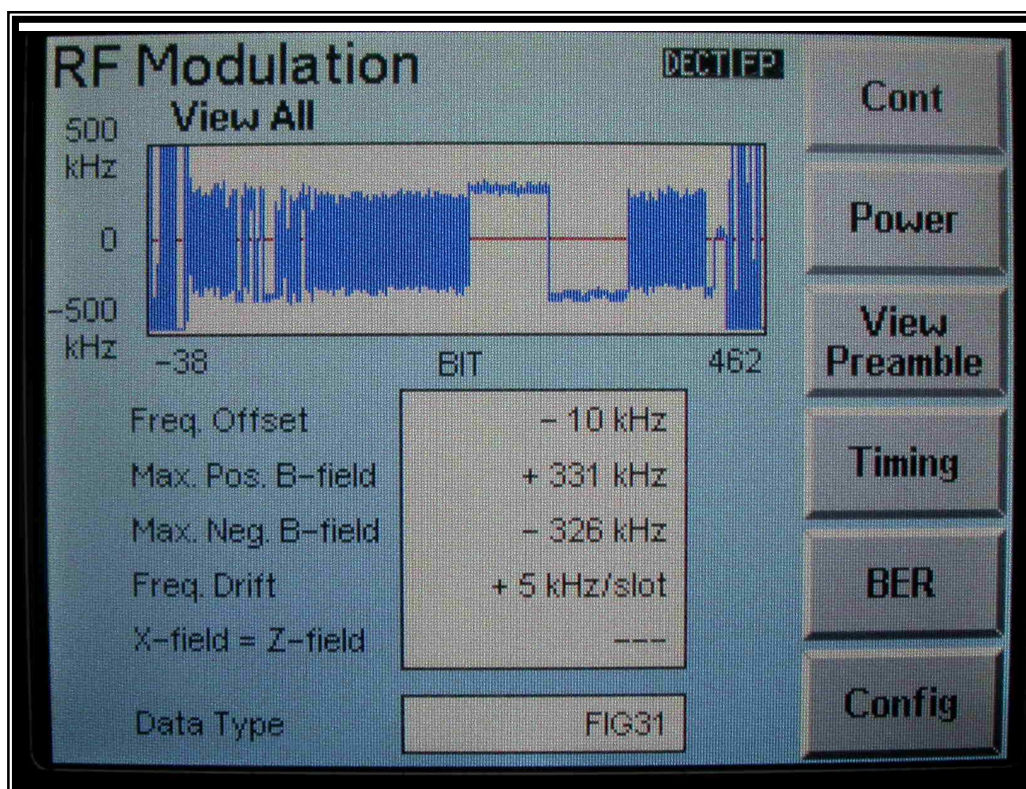 RF Modulation
DECT FP
View All
500
kHz
0
−500
kHz
−38
BIT
462
Freq. Offset
− 10 kHz
Max. Pos. B−field
+ 331 kHz
Max. Neg. B−field
− 326 kHz
Freq. Drift
+ 5 kHz/slot
X−field = Z−field
−−−
Data Type
FIG31
Cont
Power
View
Preamble
Timing
BER
Config